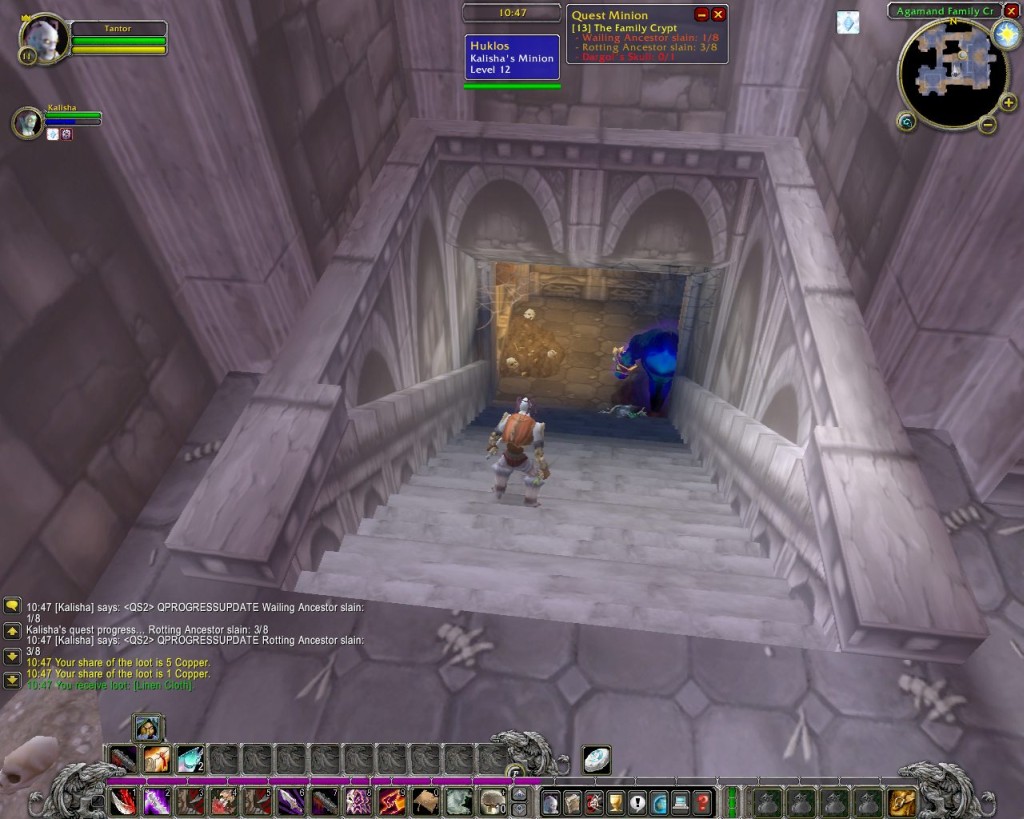 Tantor
11
Kalisha
10:47
Huklos
Kalisha's Minion
Level 12
Quest Minion
[13] The Family Crypt
- Wailing Ancestor slain: 1/8
- Rotting Ancestor slain: 3/8
- Dargol's Skull: 0/1
Agamand Family Cr
N
10:47 [Kalisha] says: <QS2> QPROGRESSUPDATE Wailing Ancestor slain:
1/8
Kalisha's quest progress... Rotting Ancestor slain: 3/8
10:47 [Kalisha] says: <QS2> QPROGRESSUPDATE Rotting Ancestor slain:
3/8
10:47 Your share of the loot is 5 Copper.
10:47 Your share of the loot is 1 Copper.
10:47 You receive loot: [Linen Cloth].
2
10